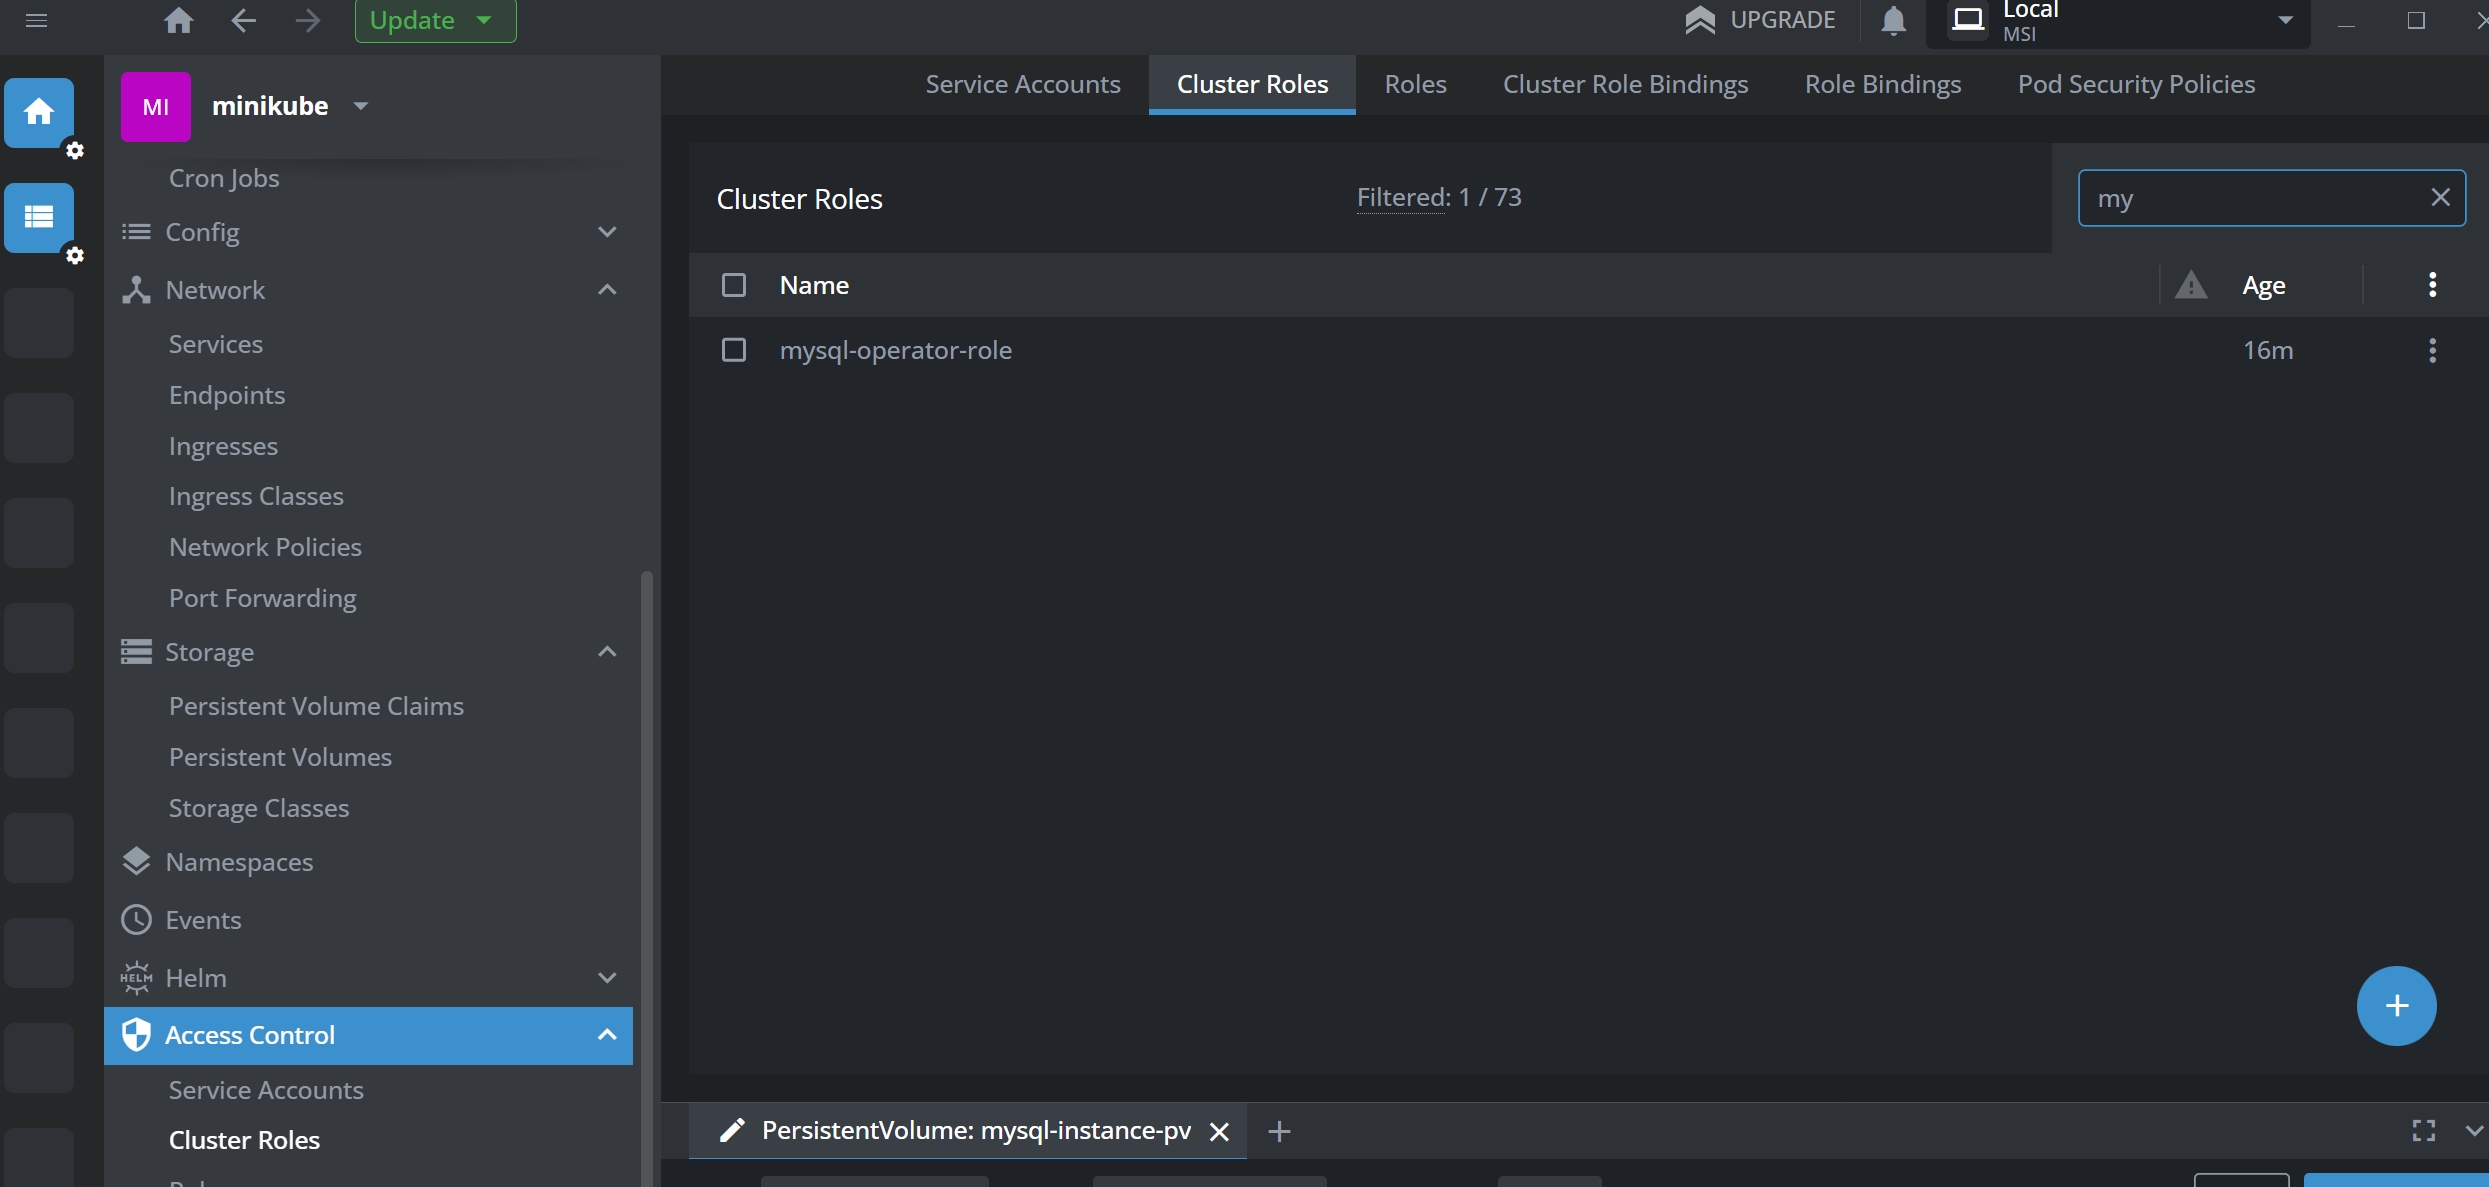 Update
UPGRADE
Local
MSI
MI
minikube
Cron Jobs
Config
Network
Services
Endpoints
Ingresses
Ingress Classes
Network Policies
Port Forwarding
Storage
Persistent Volume Claims
Persistent Volumes
Storage Classes
Namespaces
Events
HELM
Helm
Access Control
Service Accounts
Cluster Roles
Service Accounts
Cluster Roles
Roles
Cluster Role Bindings
Role Bindings
Pod Security Policies
Cluster Roles
Filtered: 1 / 73
my
Name
Age
mysql-operator-role
16m
PersistentVolume: mysql-instance-pv